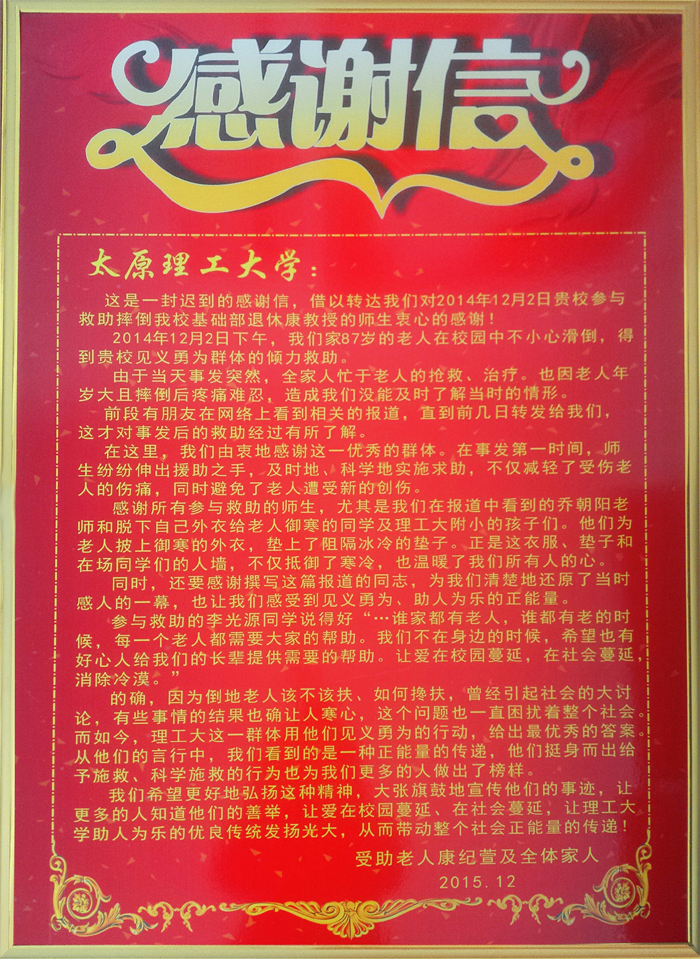 感谢信
太原理工大学：
这是一封迟到的感谢信，借以转达我们对2014年12月2日贵校参与
救助摔倒我校基础部退休康教授的师生衷心的感谢！
2014年12月2日下午，我们家87岁的老人在校园中不小心滑倒，得
到贵校见义勇为群体的倾力救助。
由于当天事发突然，全家人忙于老人的抢救、治疗。也因老人年
岁大且摔倒后疼痛难忍，造成我们没能及时了解当时的情形。
前段有朋友在网络上看到相关的报道，直到前几日转发给我们，
这才对事发后的救助经过有所了解。
在这里，我们由衷地感谢这一优秀的群体。在事发第一时间，师
生纷纷伸出援助之手，及时地、科学地实施求助，不仅减轻了受伤老
人的伤痛，同时避免了老人遭受新的创伤。
感谢所有参与救助的师生，尤其是我们在报道中看到的乔朝阳老
师和脱下自己外衣给老人御寒的同学及理工大附小的孩子们。他们为
老人披上御寒的外衣，垫上了阻隔冰冷的垫子。正是这衣服、垫子和
在场同学们的人墙，不仅抵御了寒冷，也温暖了我们所有人的心。
同时，还要感谢撰写这篇报道的同志，为我们清楚地还原了当时
感人的一幕，也让我们感受到见义勇为、助人为乐的正能量。
参与救助的李光源同学说得好“…谁家都有老人，谁都有老的时
候，每一个老人都需要大家的帮助。我们不在身边的时候，希望也有
好心人给我们的长辈提供需要的帮助。让爱在校园蔓延，在社会蔓延，
消除冷漠。”
的确，因为倒地老人该不该扶、如何搀扶，曾经引起社会的大讨
论，有些事情的结果也确让人寒心，这个问题也一直困扰着整个社会。
而如今，理工大这一群体用他们见义勇为的行动，给出最优秀的答案。
从他们的言行中，我们看到的是一种正能量的传递，他们挺身而出给
予施救、科学施救的行为也为我们更多的人做出了榜样。
我们希望更好地弘扬这种精神，大张旗鼓地宣传他们的事迹，让
更多的人知道他们的善举，让爱在校园蔓延、在社会蔓延，让理工大
学助人为乐的优良传统发扬光大，从而带动整个社会正能量的传递！
受助老人康纪萱及全体家人
2015.12